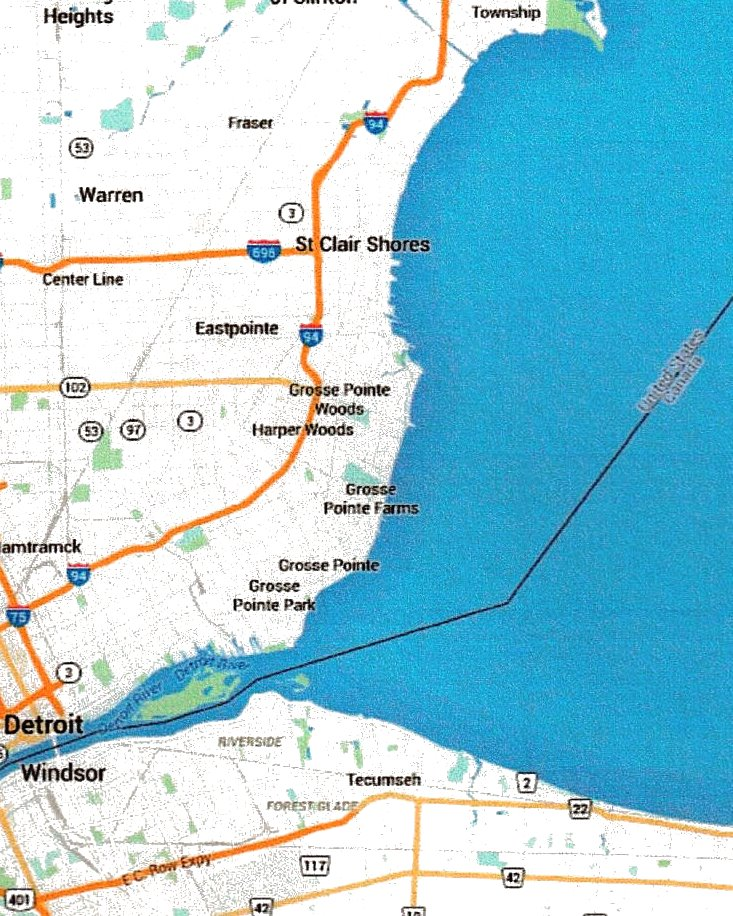 Heights
of Clinton
Township
Fraser
94
53
Warren
3
696
St Clair Shores
Center Line
Eastpointe
94
102
Grosse Pointe
Woods
53
97
3
Harper Woods
Grosse
Pointe Farms
amtramck
Grosse Pointe
94
Grosse
Pointe Park
75
United States
Canada
3
Detroit River
Detroit River
Detroit
RIVERSIDE
Windsor
Tecumseh
2
FOREST GLADE
22
E.C. Row Expy
117
42
401
42